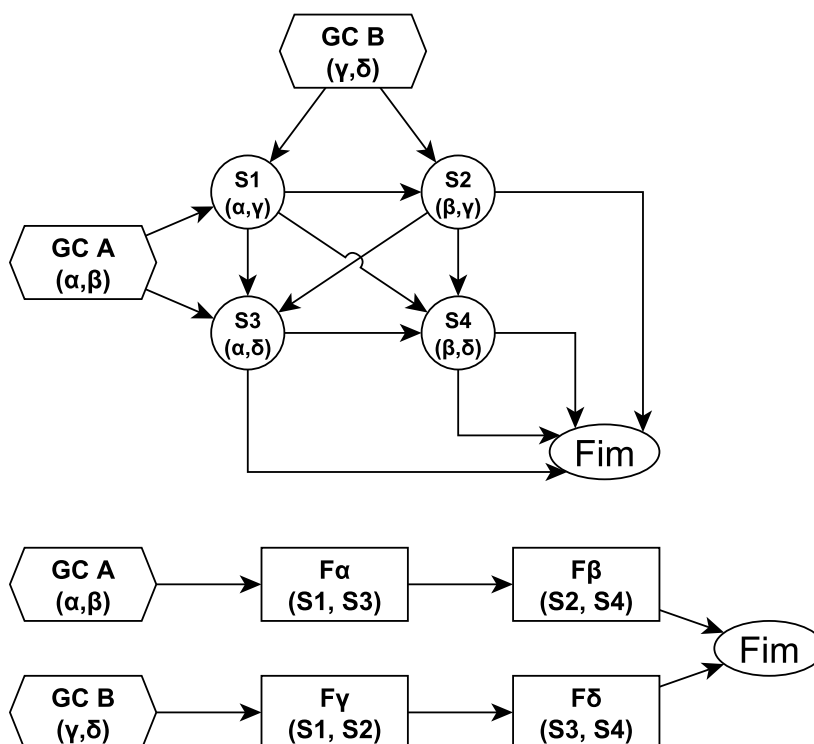 GC B
(γ,δ)
S1
(α,γ)
S2
(β,γ)
GC A
(α,β)
S3
(α,δ)
S4
(β,δ)
Fim
GC A
(α,β)
Fα
(S1, S3)
Fβ
(S2, S4)
Fim
GC B
(γ,δ)
Fγ
(S1, S2)
Fδ
(S3, S4)